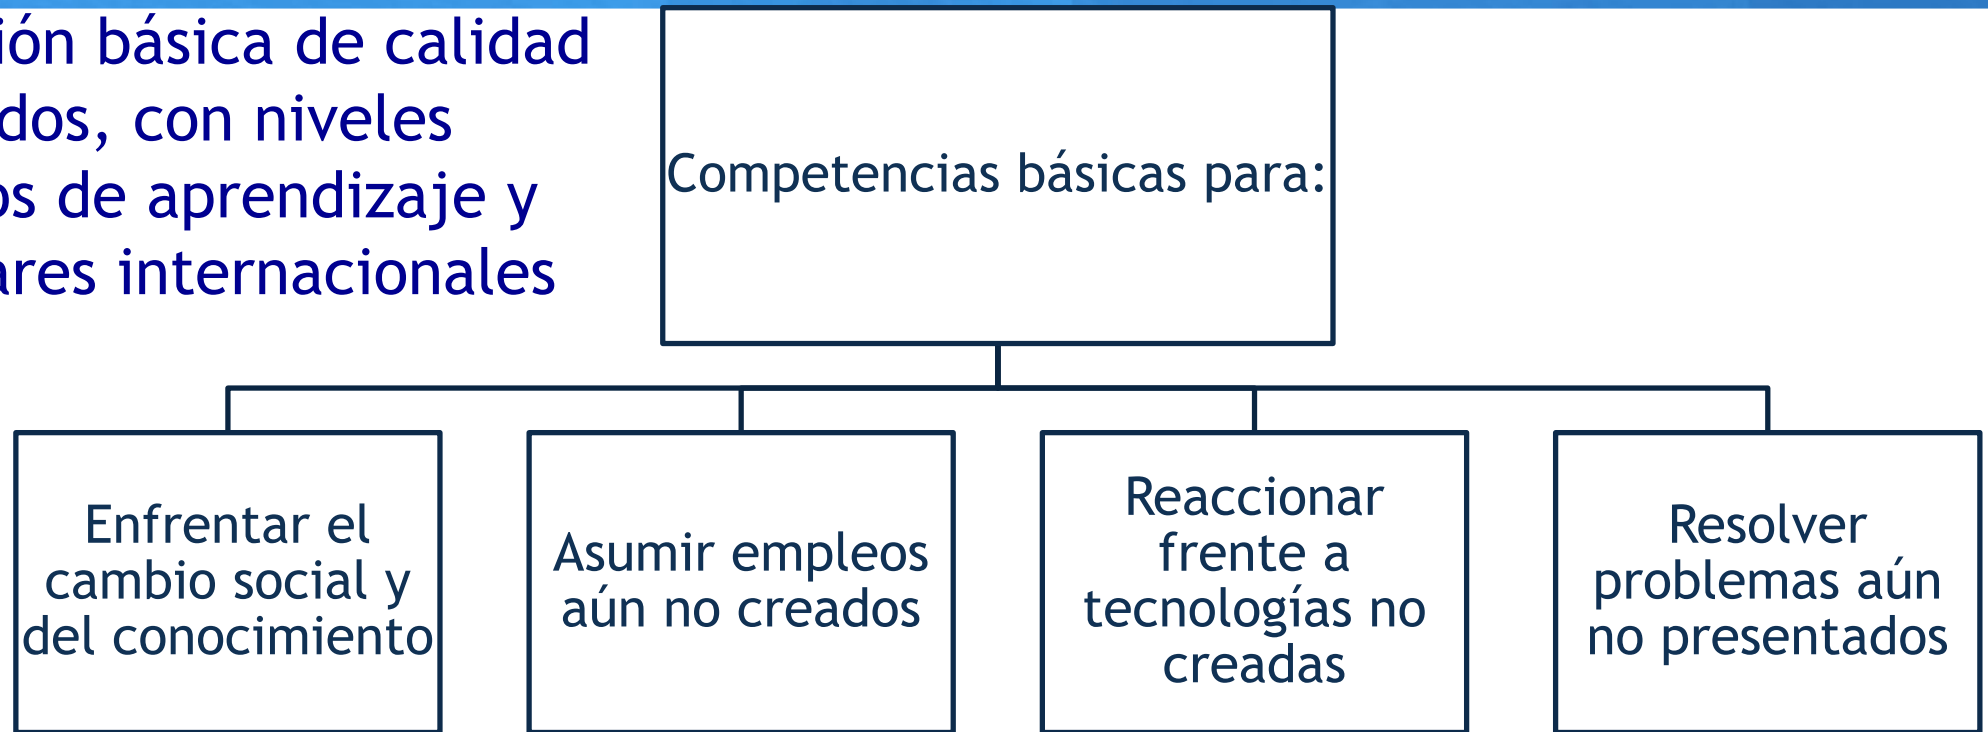 ión básica de calidad
dos, con niveles
os de aprendizaje y
ares internacionales
Competencias básicas para:
Enfrentar el
cambio social y
del conocimiento
Asumir empleos
aún no creados
Reaccionar
frente a
tecnologías no
creadas
Resolver
problemas aún
no presentados